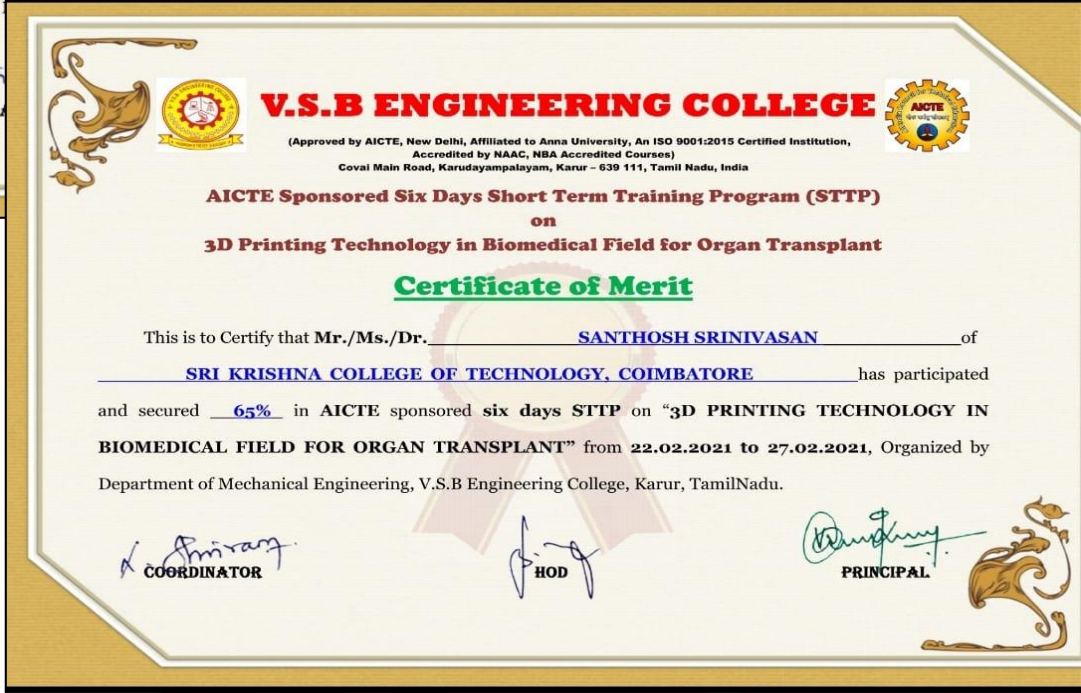 V.S.B ENGINEERING COLLEGE
AICTE
(Approved by AICTE, New Delhi, Affiliated to Anna University, An ISO 9001:2015 Certified Institution,
Accredited by NAAC, NBA Accredited Courses)
Covai Main Road, Karudayampalayam, Karur – 639 111, Tamil Nadu, India
AICTE Sponsored Six Days Short Term Training Program (STTP)
on
3D Printing Technology in Biomedical Field for Organ Transplant
Certificate of Merit
This is to Certify that Mr./Ms./Dr. SANTHOSH SRINIVASAN of
SRI KRISHNA COLLEGE OF TECHNOLOGY, COIMBATORE has participated
and secured 65% in AICTE sponsored six days STTP on “3D PRINTING TECHNOLOGY IN
BIOMEDICAL FIELD FOR ORGAN TRANSPLANT” from 22.02.2021 to 27.02.2021, Organized by
Department of Mechanical Engineering, V.S.B Engineering College, Karur, TamilNadu.
COORDINATOR
HOD
PRINCIPAL